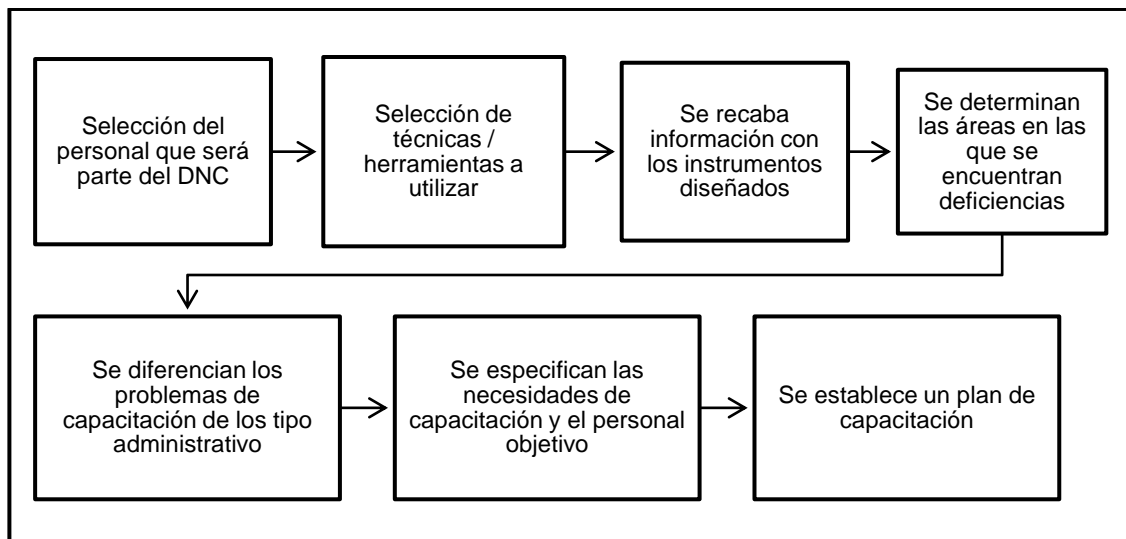 Selección del
personal que será
parte del DNC
Selección de
técnicas /
herramientas a
utilizar
Se recaba
información con
los instrumentos
diseñados
Se determinan
las áreas en las
que se
encuentran
deficiencias
Se diferencian los
problemas de
capacitación de los tipo
administrativo
Se especifican las
necesidades de
capacitación y el personal
objetivo
Se establece un plan de
capacitación